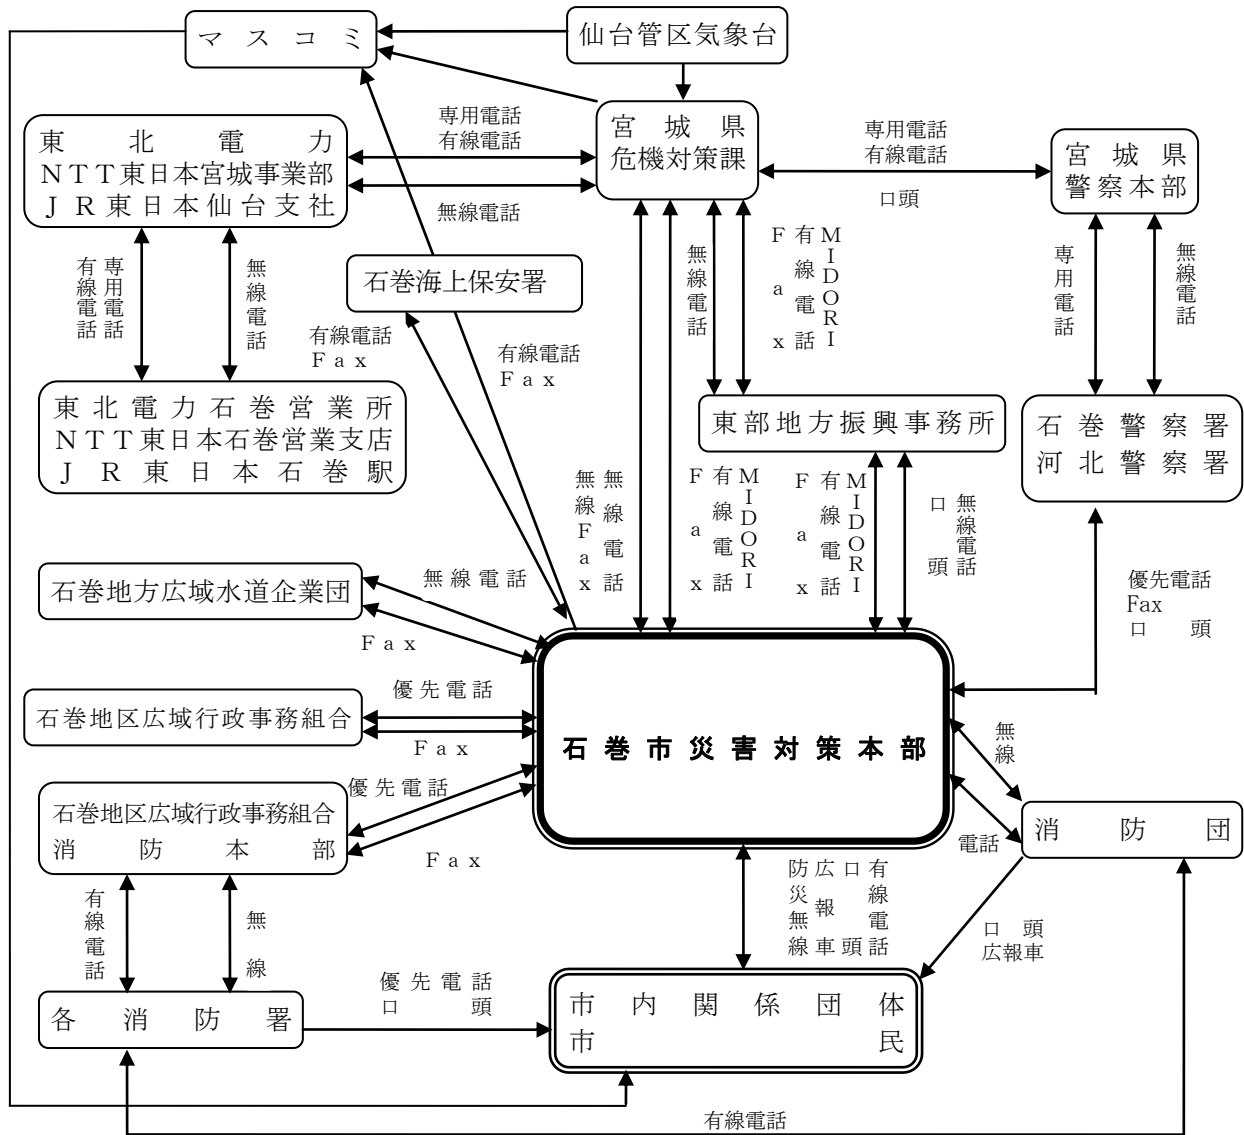 マスコミ
仙台管区気象台
東北電力
NTT東日本宮城事業部
JR東日本仙台支社
専用電話
有線電話
無線電話
宮城県
危機対策課
専用電話
有線電話
口頭
宮城県
警察本部
有線電話
専用電話
無線電話
石巻海上保安署
無線電話
Fax
有線電話
MIDORI
専用電話
無線電話
有線電話
Fax
有線電話
Fax
東北電力石巻営業所
NTT東日本石巻営業支店
JR東日本石巻駅
東部地方振興事務所
石巻警察署
河北警察署
無線Fax
無線電話
Fax
有線電話
MIDORI
Fax
有線電話
MIDORI
口頭
無線電話
石巻地方広域水道企業団
無線電話
Fax
優先電話
Fax
口頭
石巻地区広域行政事務組合
優先電話
Fax
石巻市災害対策本部
無線
電話
石巻地区広域行政事務組合
消防本部
優先電話
Fax
消防団
有線電話
無線
防災無線
広報車
口頭
有線電話
口頭
広報車
各消防署
優先電話
口頭
市内関係団体
市民
有線電話